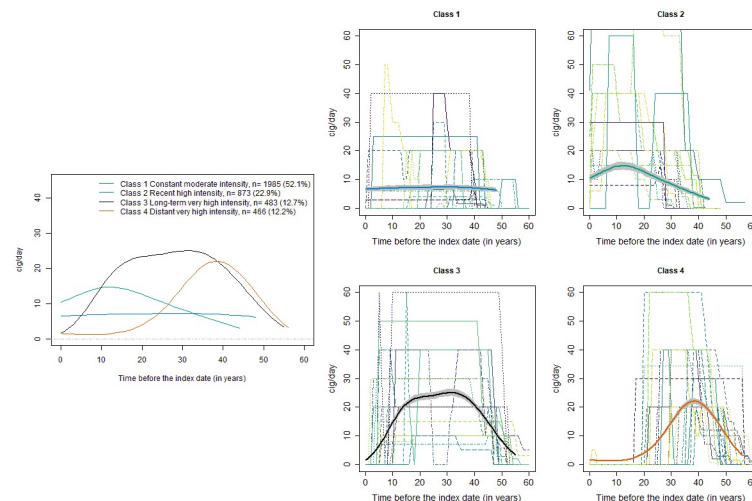 Class 1 Constant moderate intensity, n= 1985 (52.1%)
Class 2 Recent high intensity, n= 873 (22.9%)
Class 3 Long-term very high intensity, n= 483 (12.7%)
Class 4 Distant very high intensity, n= 466 (12.2%)
cig/day
0
10
20
30
40
0 10 20 30 40 50 60
Time before the index date (in years)
Class 1
cig/day
0
10
20
30
40
50
60
0 10 20 30 40 50 60
Time before the index date (in years)
Class 2
cig/day
0
10
20
30
40
50
60
0 10 20 30 40 50 60
Time before the index date (in years)
Class 3
cig/day
0
10
20
30
40
50
60
0 10 20 30 40 50 60
Time before the index date (in years)
Class 4
cig/day
0
10
20
30
40
50
60
0 10 20 30 40 50 60
Time before the index date (in years)